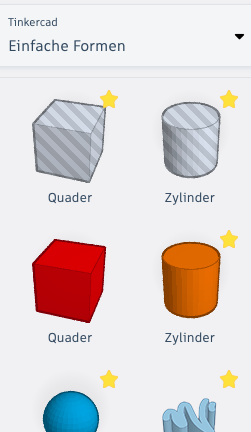 Tinkercad
Einfache Formen
Quader
Zylinder
Quader
Zylinder